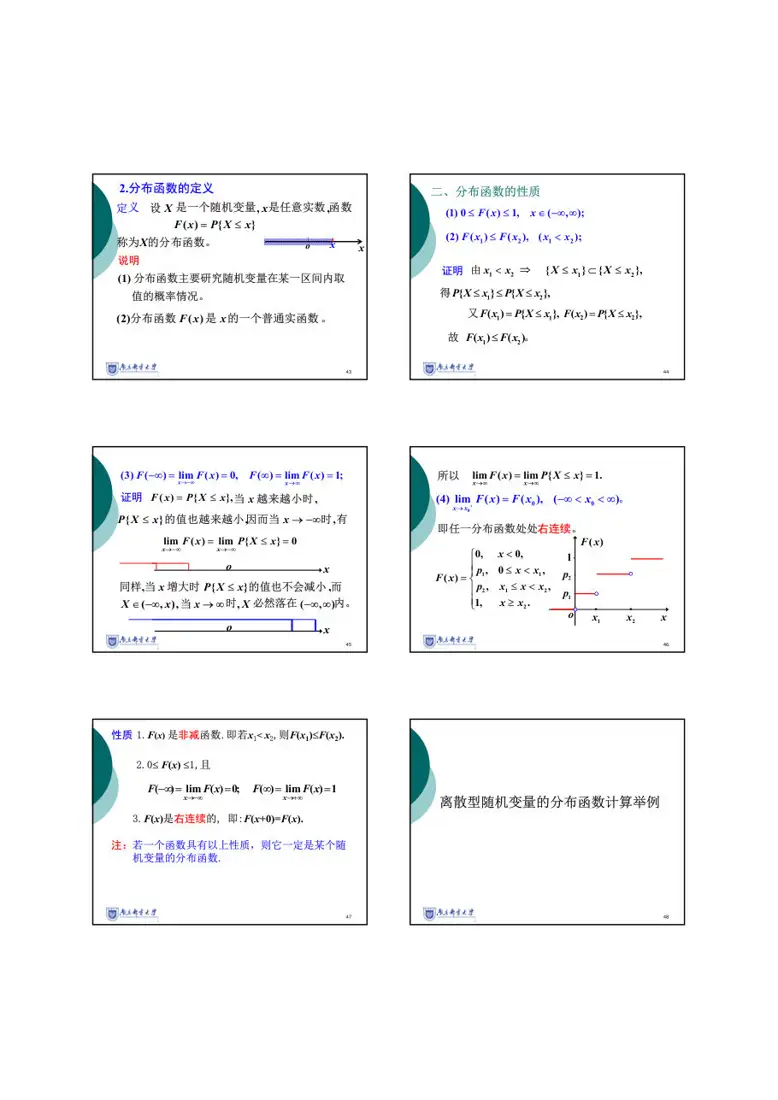 2.分布函数的定义
定义 设 X 是一个随机变量, x是任意实数,函数
F(x) = P{X ≤ x}
称为X的分布函数。
o x x
说明
(1) 分布函数主要研究随机变量在某一区间内取
值的概率情况。
(2)分布函数 F(x) 是 x 的一个普通实函数 。
43
二、分布函数的性质
(1) 0 ≤ F(x) ≤ 1, x ∈ (−∞,∞);
(2) F(x₁) ≤ F(x₂), (x₁ < x₂);
证明 由 x₁ < x₂ ⇒ {X ≤ x₁} ⊂ {X ≤ x₂},
得 P{X ≤ x₁} ≤ P{X ≤ x₂},
又 F(x₁) = P{X ≤ x₁}, F(x₂) = P{X ≤ x₂},
故 F(x₁) ≤ F(x₂)。
44
(3) F(−∞) = lim F(x) = 0, F(∞) = lim F(x) = 1;
x→−∞ x→∞
证明 F(x) = P{X ≤ x},当 x 越来越小时,
P{X ≤ x}的值也越来越小,因而当 x → −∞时,有
lim F(x) = lim P{X ≤ x} = 0
x→−∞ x→−∞
o x
同样,当 x 增大时 P{X ≤ x}的值也不会减小,而
X ∈ (−∞, x), 当 x → ∞ 时, X 必然落在 (−∞,∞)内。
o x
45
所以 lim F(x) = lim P{X ≤ x} = 1.
x→∞ x→∞
(4) lim F(x) = F(x₀), (−∞ < x₀ < ∞)。
x→x₀⁺
即任一分布函数处处右连续。
F(x) = {
0, x < 0,
p₁, 0 ≤ x < x₁,
p₂, x₁ ≤ x < x₂,
1, x ≥ x₂.
F(x)
1
p₂
p₁
o x₁ x₂ x
46
性质 1. F(x) 是非减函数.即若x₁< x₂,则F(x₁)≤F(x₂).
2.0≤ F(x) ≤1,且
F(−∞)= lim F(x)=0; F(∞)= lim F(x)=1
x→−∞ x→+∞
3.F(x)是右连续的, 即:F(x+0)=F(x).
注：若一个函数具有以上性质，则它一定是某个随
机变量的分布函数.
47
离散型随机变量的分布函数计算举例
48